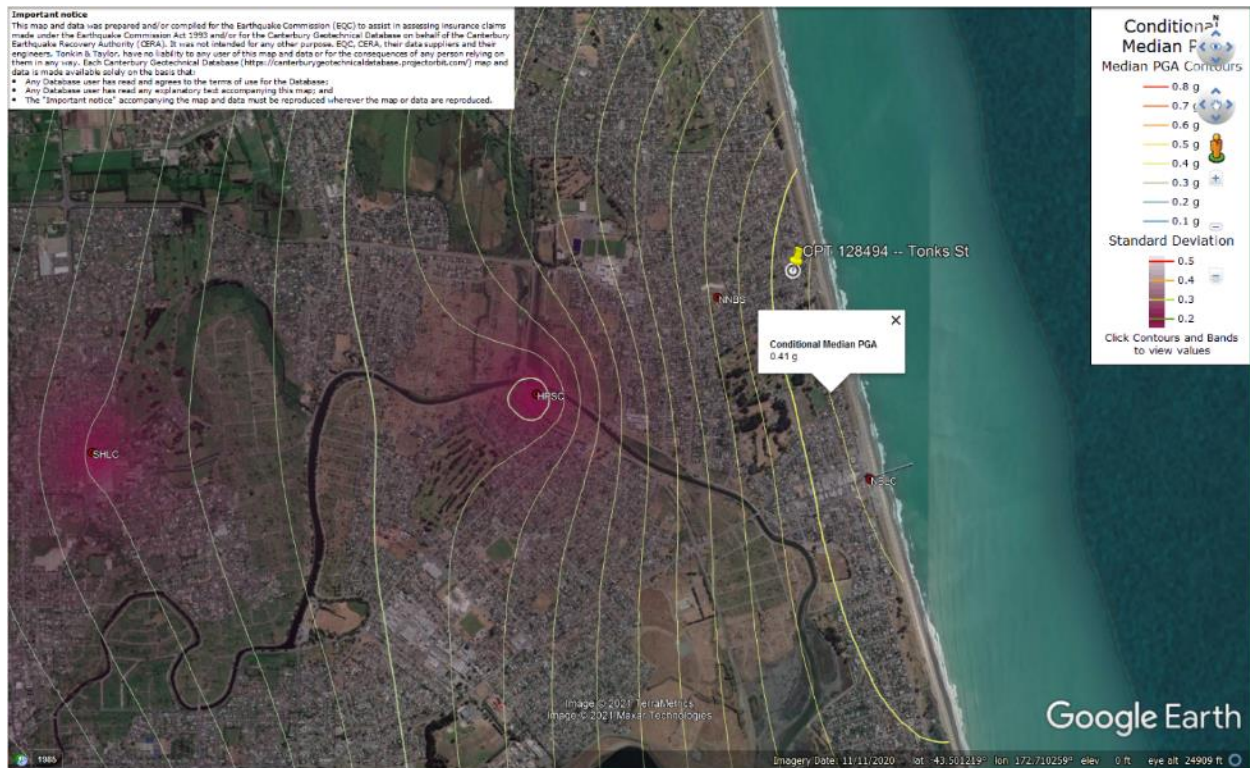 Important notice
This map and data was prepared and/or compiled for the Earthquake Commission (EQC) to assist in assessing insurance claims
made under the Earthquake Commission Act 1993 and/or for the Canterbury Geotechnical Database on behalf of the Canterbury
Earthquake Recovery Authority (CERA). It was not intended for any other purpose. EQC, CERA, their data suppliers and their
engineers, Tonkin & Taylor, have no liability to any user of this map and data or for the consequences of any person relying on
them in any way. Each Canterbury Geotechnical Database (https://canterburygeotechnicaldatabase.projectorbit.com/) map and
data is made available solely on the basis that:
• Any Database user has read and agrees to the terms of use for the Database;
• Any Database user has read any explanatory text accompanying this map; and
• The "Important notice" accompanying the map and data must be reproduced wherever the map or data are reproduced.
Conditional
Median
N
Median PGA Contours
0.8 g
0.7 g
0.6 g
0.5 g
0.4 g
0.3 g
0.2 g
0.1 g
Standard Deviation
0.5
0.4
0.3
0.2
Click Contours and Bands
to view values
CPT 128494 -- Tonks St
NNBS
Conditional Median PGA
0.41 g
HPSC
SHLC
NBLC
Image © 2021 TerraMetrics
Image © 2021 Maxar Technologies
Google Earth
1985
Imagery Date: 11/11/2020 lat -43.501219° lon 172.710259° elev 0 ft eye alt 24909 ft